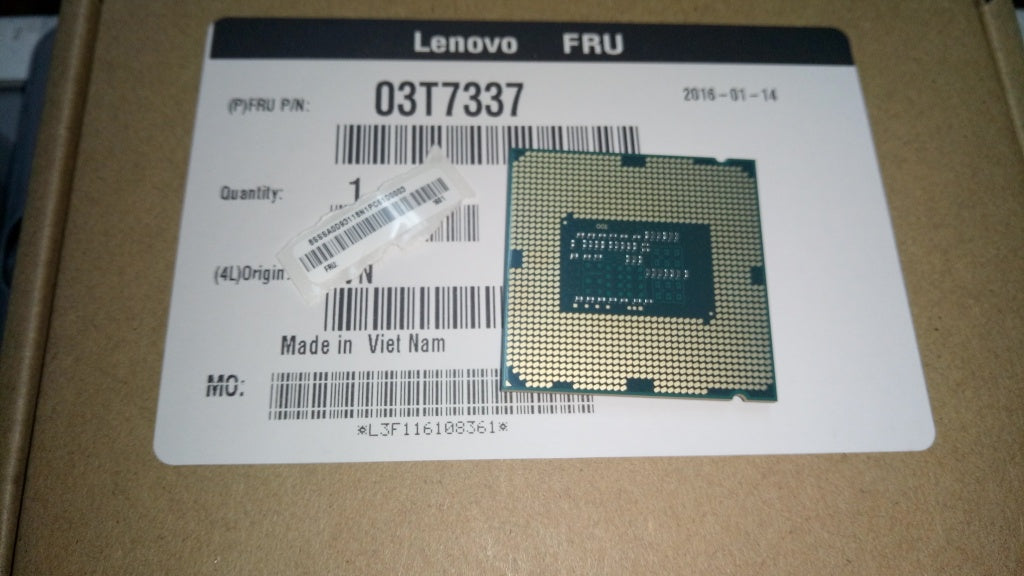 Lenovo FRU
(P)FRU P/N: 03T7337
2016-01-14
Quantity: 1
FRU
(4L)Origin:
Made in Viet Nam
MO:
*L3F116108361*